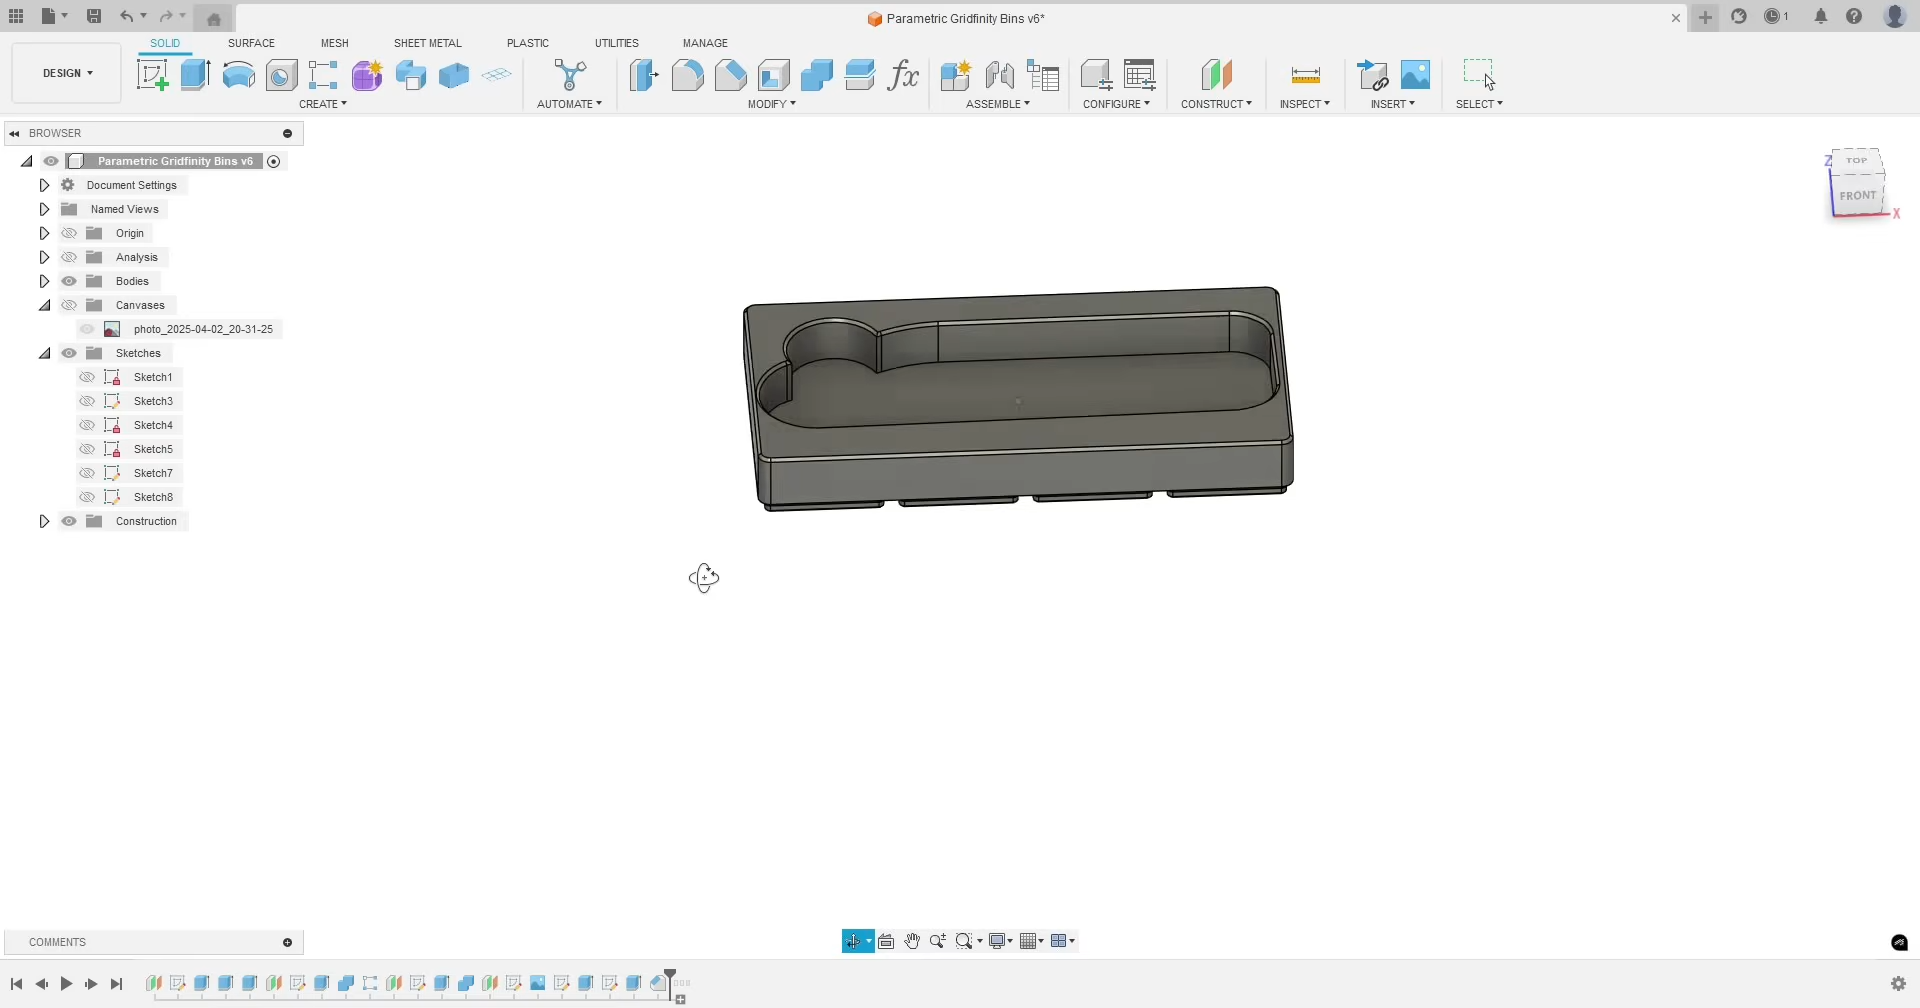 Parametric Gridfinity Bins v6*
1
DESIGN
SOLID
SURFACE
MESH
SHEET METAL
PLASTIC
UTILITIES
MANAGE
fx
CREATE
AUTOMATE
MODIFY
ASSEMBLE
CONFIGURE
CONSTRUCT
INSPECT
INSERT
SELECT
BROWSER
Parametric Gridfinity Bins v6
Document Settings
Named Views
Origin
Analysis
Bodies
Canvases
photo_2025-04-02_20-31-25
Sketches
Sketch1
Sketch3
Sketch4
Sketch5
Sketch7
Sketch8
Construction
Z
TOP
FRONT
X
COMMENTS